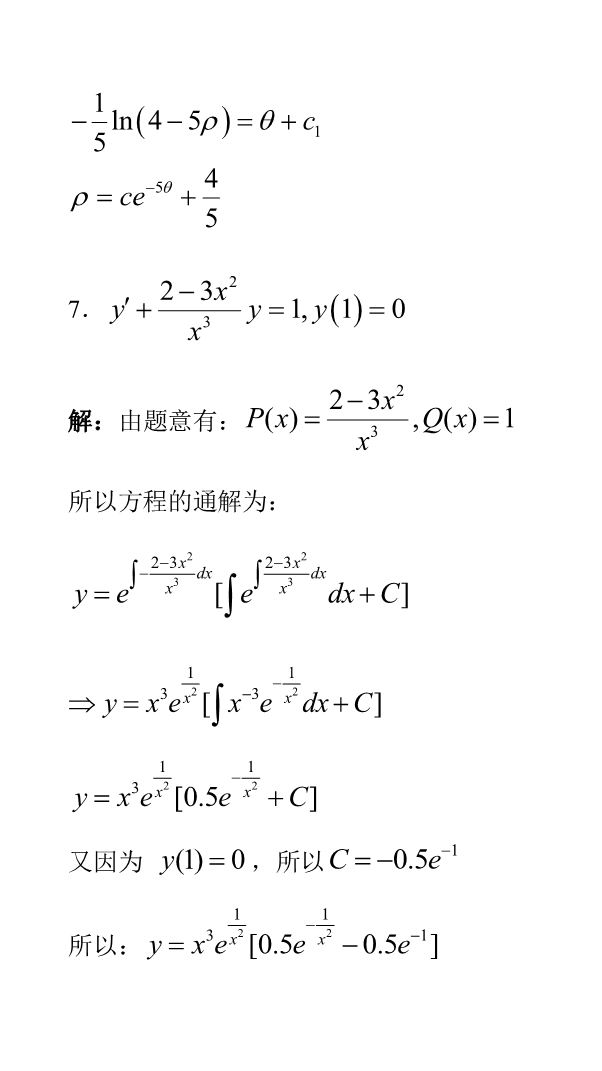 $-\frac{1}{5}\ln(4-5\rho)=\theta+c_1$
$\rho=ce^{-5\theta}+\frac{4}{5}$
7．$y'+\frac{2-3x^2}{x^3}y=1,y(1)=0$
解：由题意有：$P(x)=\frac{2-3x^2}{x^3},Q(x)=1$
所以方程的通解为：
$y=e^{\int-\frac{2-3x^2}{x^3}dx}[\int e^{\int\frac{2-3x^2}{x^3}dx}dx+C]$
$\Rightarrow y=x^3e^{\frac{1}{x^2}}[\int x^{-3}e^{-\frac{1}{x^2}}dx+C]$
$y=x^3e^{\frac{1}{x^2}}[0.5e^{-\frac{1}{x^2}}+C]$
又因为 $y(1)=0$，所以$C=-0.5e^{-1}$
所以：$y=x^3e^{\frac{1}{x^2}}[0.5e^{-\frac{1}{x^2}}-0.5e^{-1}]$